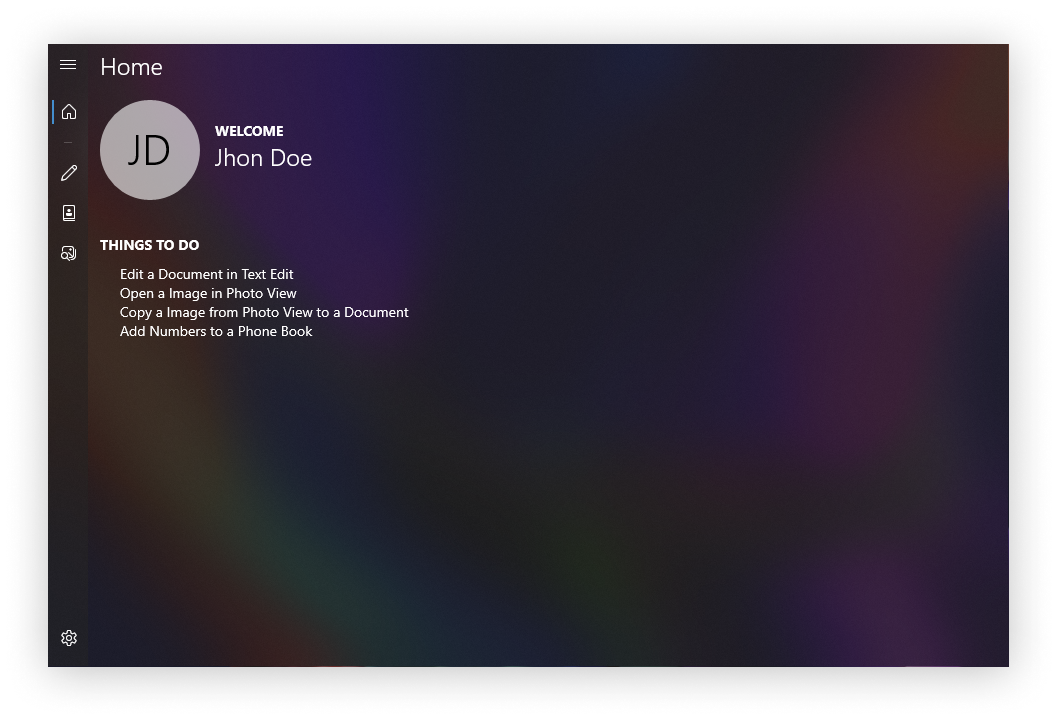 Home
JD
WELCOME
Jhon Doe
THINGS TO DO
Edit a Document in Text Edit
Open a Image in Photo View
Copy a Image from Photo View to a Document
Add Numbers to a Phone Book